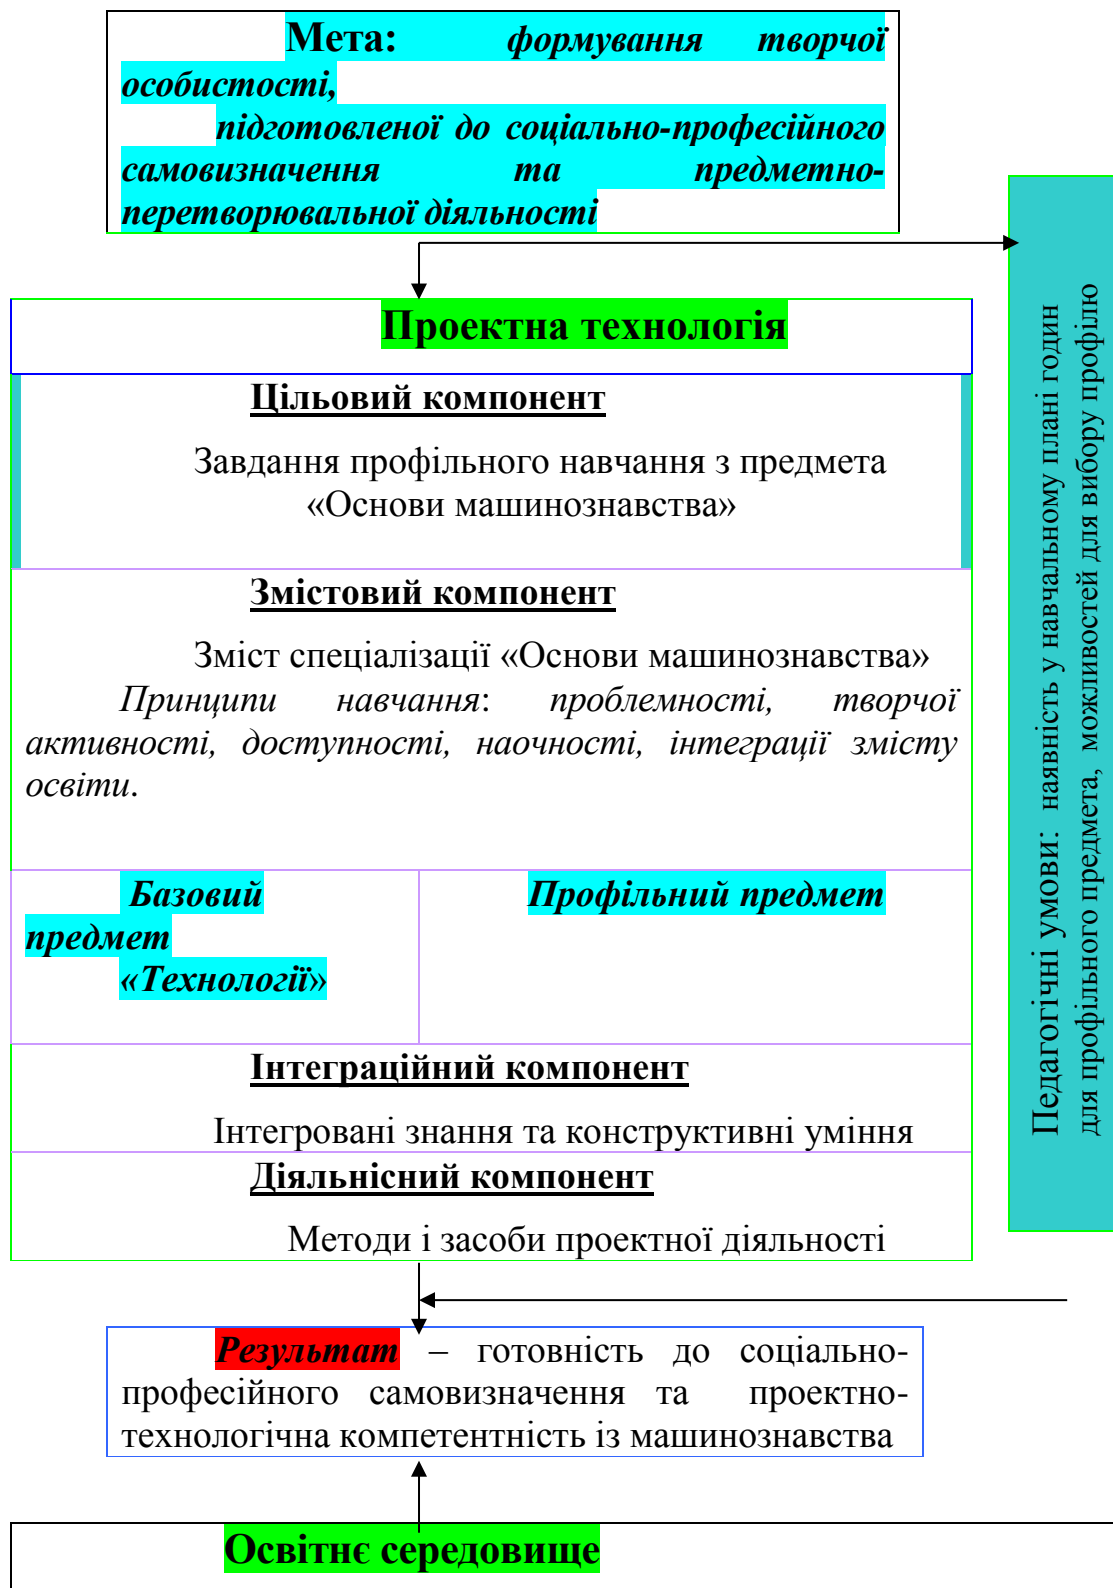 Мета: формування творчої
особистості,
підготовленої до соціально-професійного
самовизначення та предметно-
перетворювальної діяльності
Проектна технологія
Цільовий компонент
Завдання профільного навчання з предмета
«Основи машинознавства»
Змістовий компонент
Зміст спеціалізації «Основи машинознавства»
Принципи навчання: проблемності, творчої
активності, доступності, наочності, інтеграції змісту
освіти.
Базовий
предмет
«Технології»
Профільний предмет
Інтеграційний компонент
Інтегровані знання та конструктивні уміння
Діяльнісний компонент
Методи і засоби проектної діяльності
Педагогічні умови: наявність у навчальному плані годин
для профільного предмета, можливостей для вибору профілю
Результат – готовність до соціально-
професійного самовизначення та проектно-
технологічна компетентність із машинознавства
Освітнє середовище